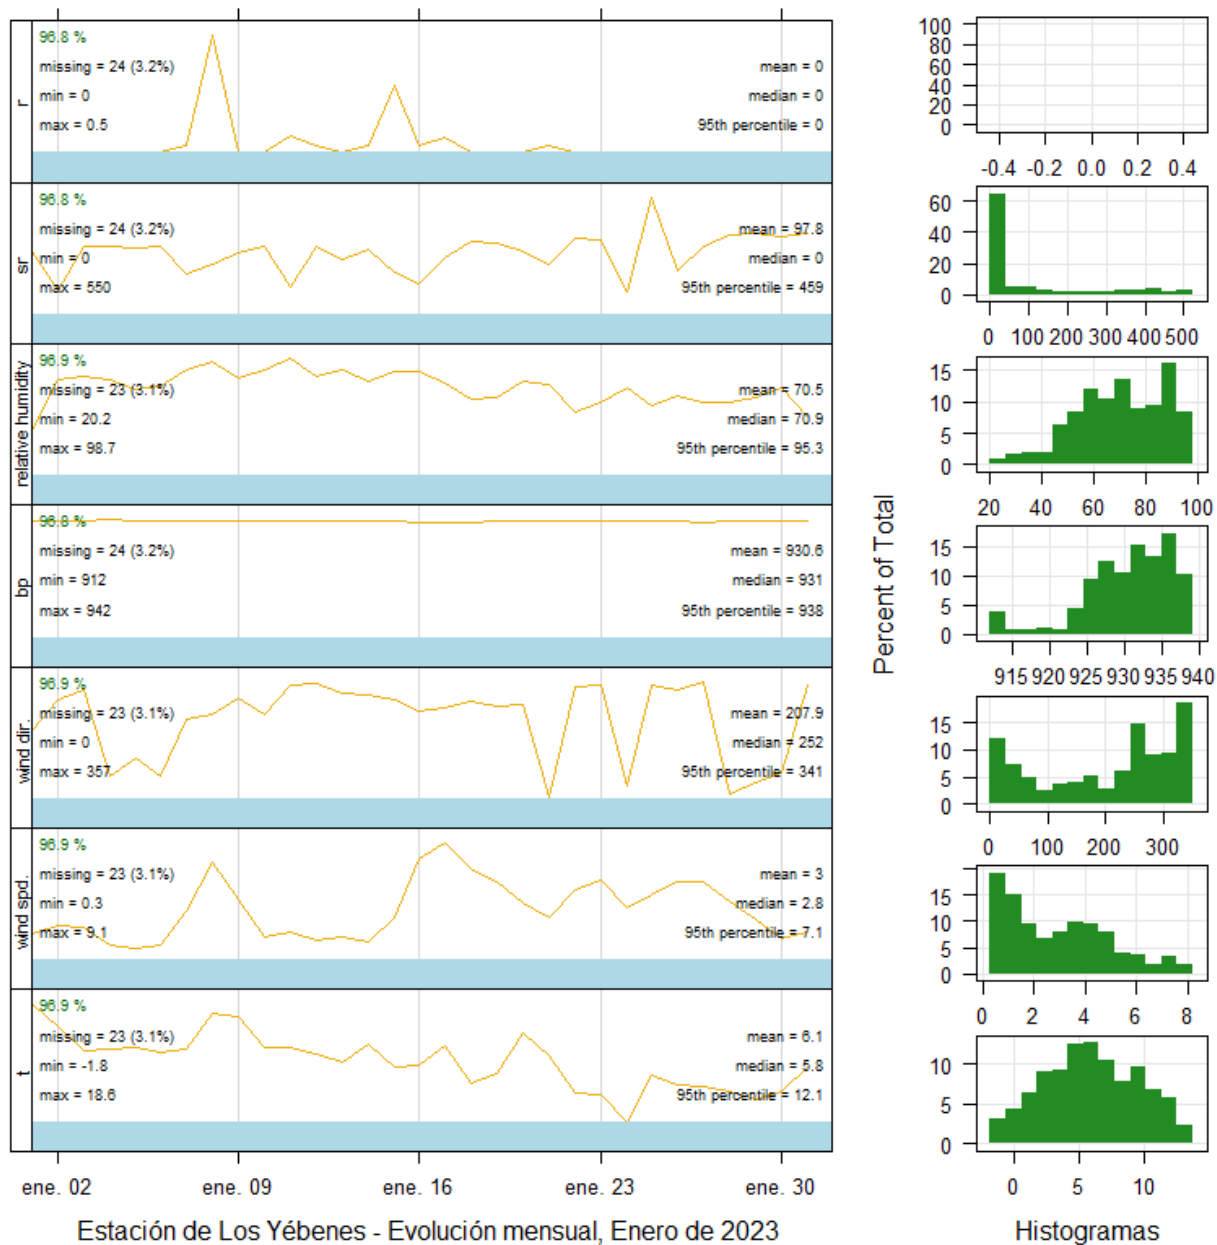 r
96.8 %
missing = 24 (3.2%)
min = 0
max = 0.5
mean = 0
median = 0
95th percentile = 0
sr
96.8 %
missing = 24 (3.2%)
min = 0
max = 550
mean = 97.8
median = 0
95th percentile = 459
relative humidity
96.9 %
missing = 23 (3.1%)
min = 20.2
max = 98.7
mean = 70.5
median = 70.9
95th percentile = 95.3
bp
96.8 %
missing = 24 (3.2%)
min = 912
max = 942
mean = 930.6
median = 931
95th percentile = 938
wind dir.
96.9 %
missing = 23 (3.1%)
min = 0
max = 357
mean = 207.9
median = 252
95th percentile = 341
wind spd.
96.9 %
missing = 23 (3.1%)
min = 0.3
max = 9.1
mean = 3
median = 2.8
95th percentile = 7.1
t
96.9 %
missing = 23 (3.1%)
min = -1.8
max = 18.6
mean = 6.1
median = 5.8
95th percentile = 12.1
ene. 02 ene. 09 ene. 16 ene. 23 ene. 30
Estación de Los Yébenes - Evolución mensual, Enero de 2023
Percent of Total
100
80
60
40
20
0
-0.4 -0.2 0.0 0.2 0.4
60
40
20
0
0 100 200 300 400 500
15
10
5
0
20 40 60 80 100
15
10
5
0
915 920 925 930 935 940
15
10
5
0
0 100 200 300
15
10
5
0
0 2 4 6 8
10
5
0
0 5 10
Histogramas